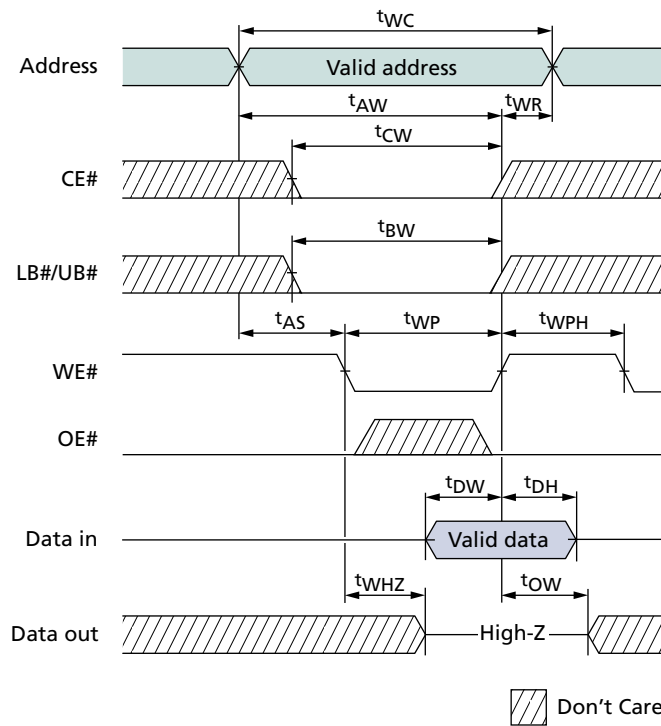 tWC
Address
Valid address
tAW
tWR
tCW
CE#
tBW
LB#/UB#
tAS
tWP
tWPH
WE#
OE#
tDW
tDH
Data in
Valid data
tWHZ
tOW
Data out
High-Z
Don't Care